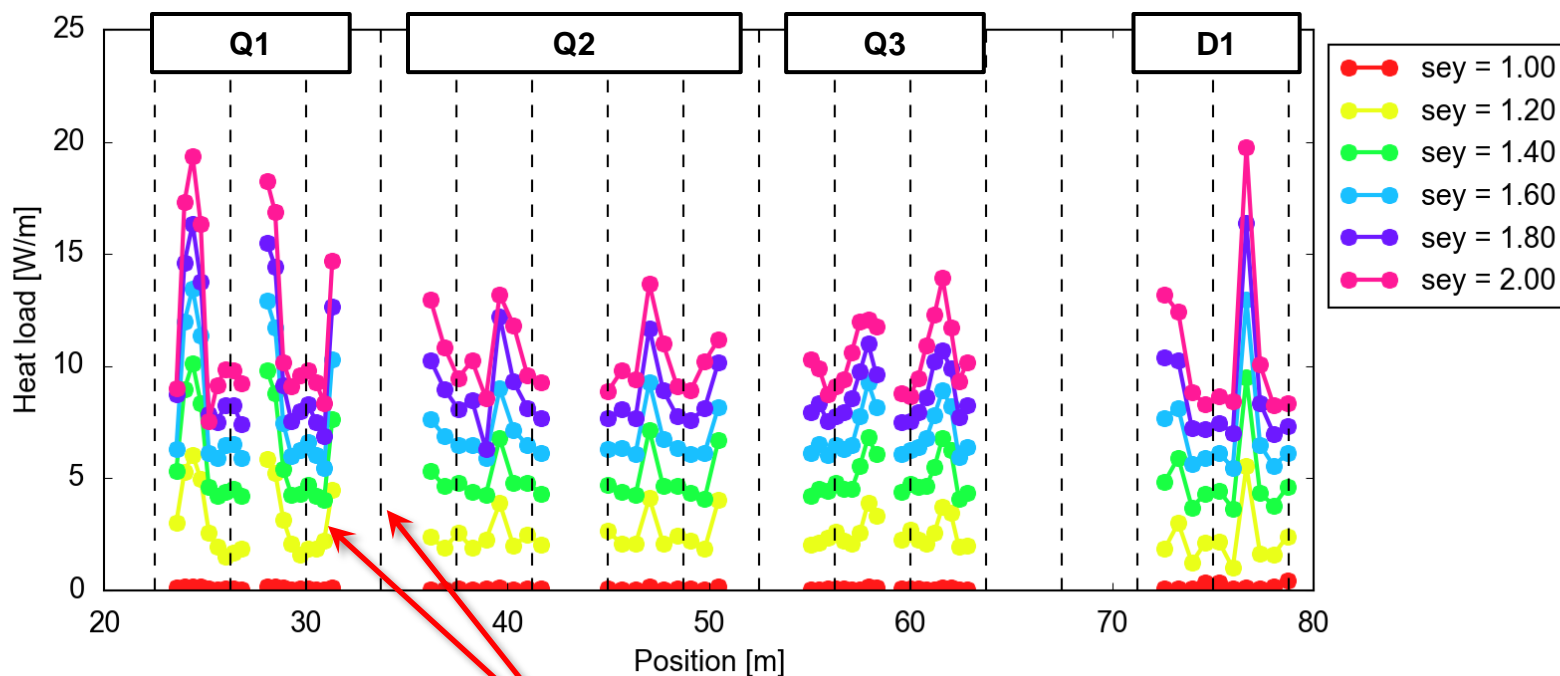 Q1 Q2 Q3 D1
25
20
15
10
5
0
Heat load [W/m]
20 30 40 50 60 70 80
Position [m]
sey = 1.00
sey = 1.20
sey = 1.40
sey = 1.60
sey = 1.80
sey = 2.00